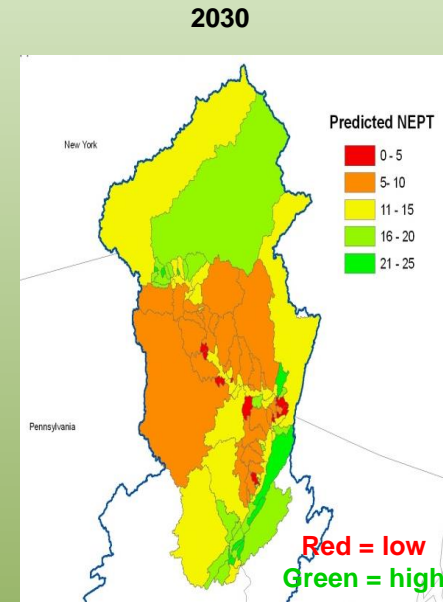 2030
New York
Predicted NEPT
0 - 5
5- 10
11 - 15
16 - 20
21 - 25
Pennsylvania
Red = low
Green = high